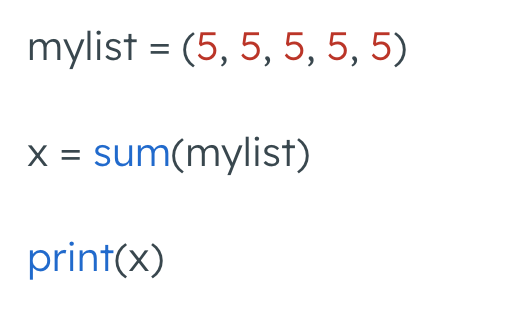 mylist = (5, 5, 5, 5, 5)
x = sum(mylist)
print(x)